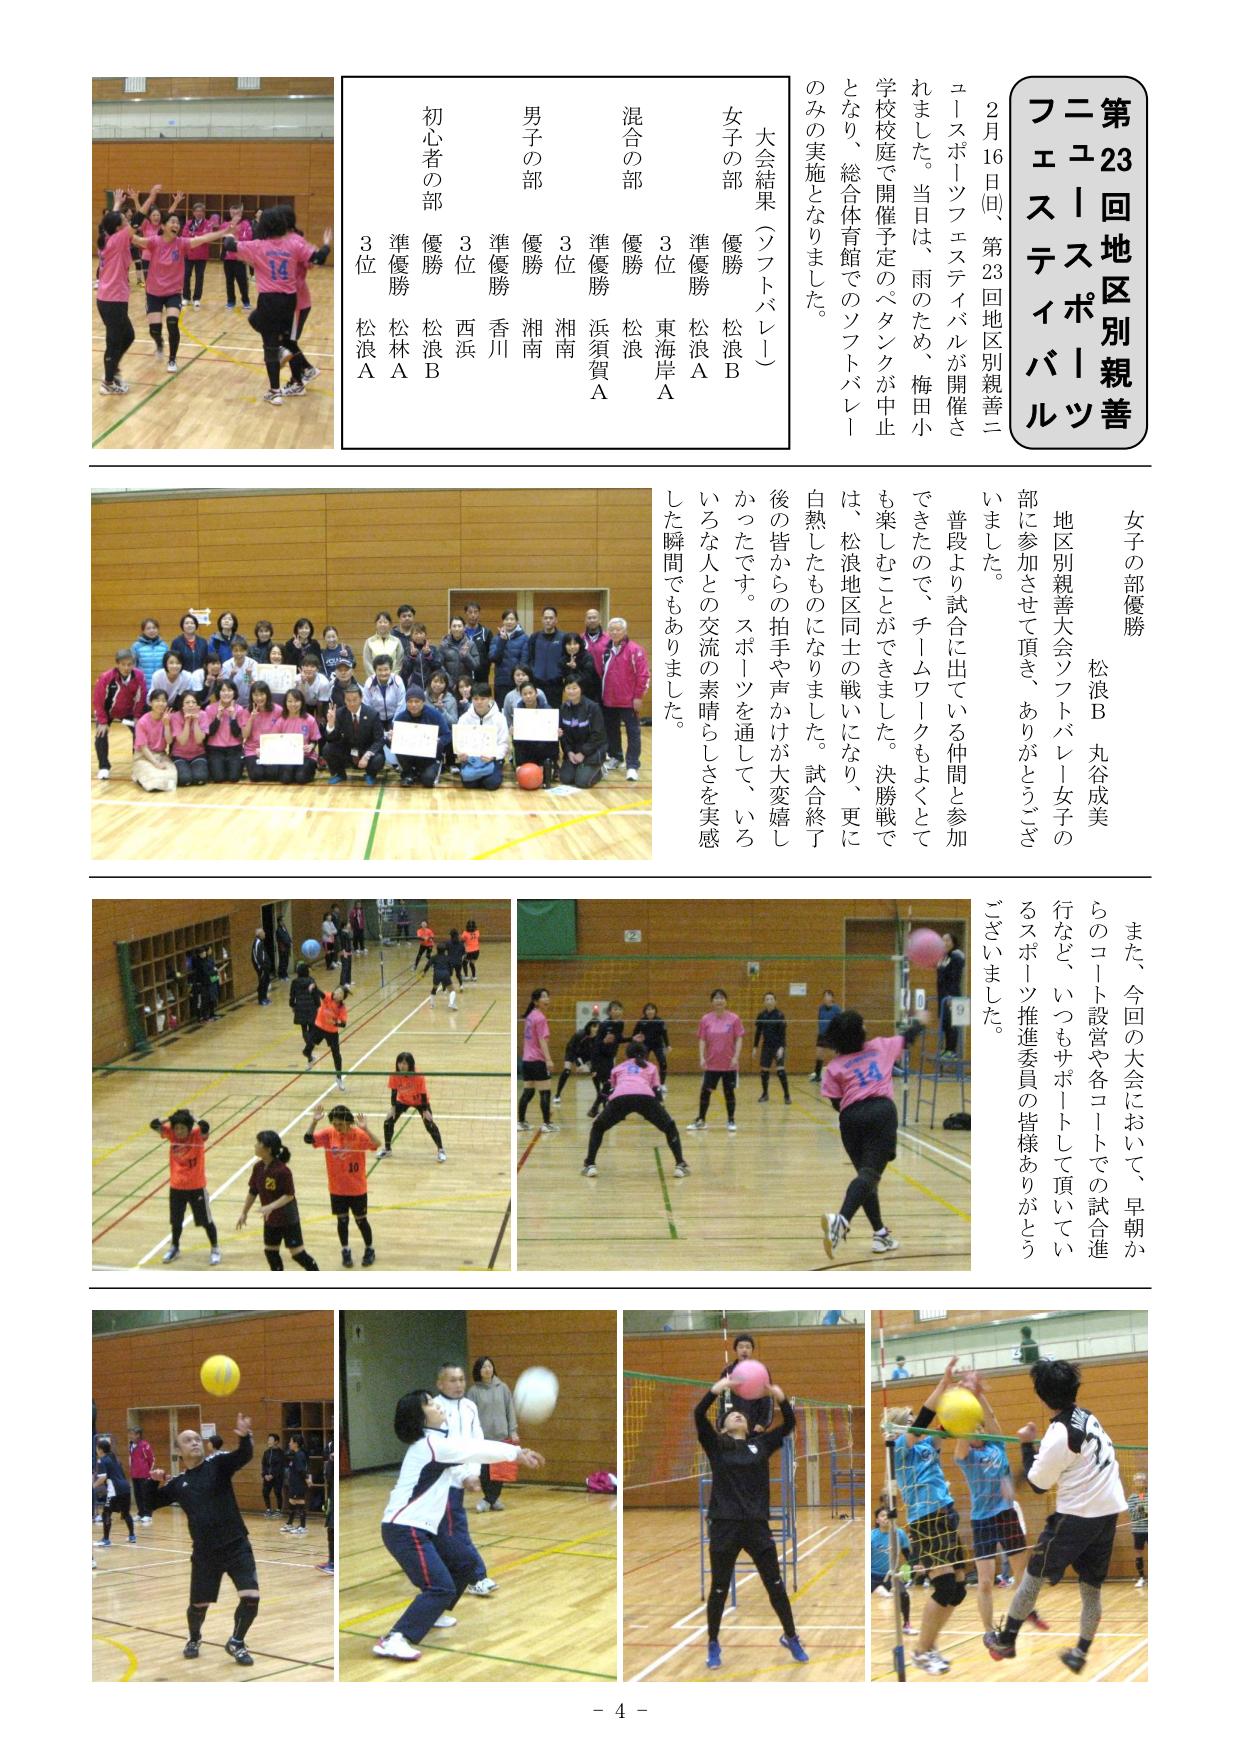 第23回地区別親善
ニュースポーツ
フェスティバル
２月16日㈰、第23回地区別親善ニ
ュースポーツフェスティバルが開催さ
れました。当日は、雨のため、梅田小
学校校庭で開催予定のペタンクが中止
となり、総合体育館でのソフトバレー
のみの実施となりました。
大会結果（ソフトバレー）
女子の部　優勝　松浪Ｂ
準優勝　松浪Ａ
３位　東海岸Ａ
混合の部　優勝　松浪
準優勝　浜須賀Ａ
３位　湘南
男子の部　優勝　湘南
準優勝　香川
３位　西浜
初心者の部　優勝　松浪Ｂ
準優勝　松林Ａ
３位　松浪Ａ
14
女子の部優勝
松浪Ｂ　丸谷成美
地区別親善大会ソフトバレー女子の
部に参加させて頂き、ありがとうござ
いました。
普段より試合に出ている仲間と参加
できたので、チームワークもよくとて
も楽しむことができました。決勝戦で
は、松浪地区同士の戦いになり、更に
白熱したものになりました。試合終了
後の皆からの拍手や声かけが大変嬉し
かったです。スポーツを通して、いろ
いろな人との交流の素晴らしさを実感
した瞬間でもありました。
また、今回の大会において、早朝か
らのコート設営や各コートでの試合進
行など、いつもサポートして頂いてい
るスポーツ推進委員の皆様ありがとう
ございました。
2
0
9
14
10
23
- 4 -